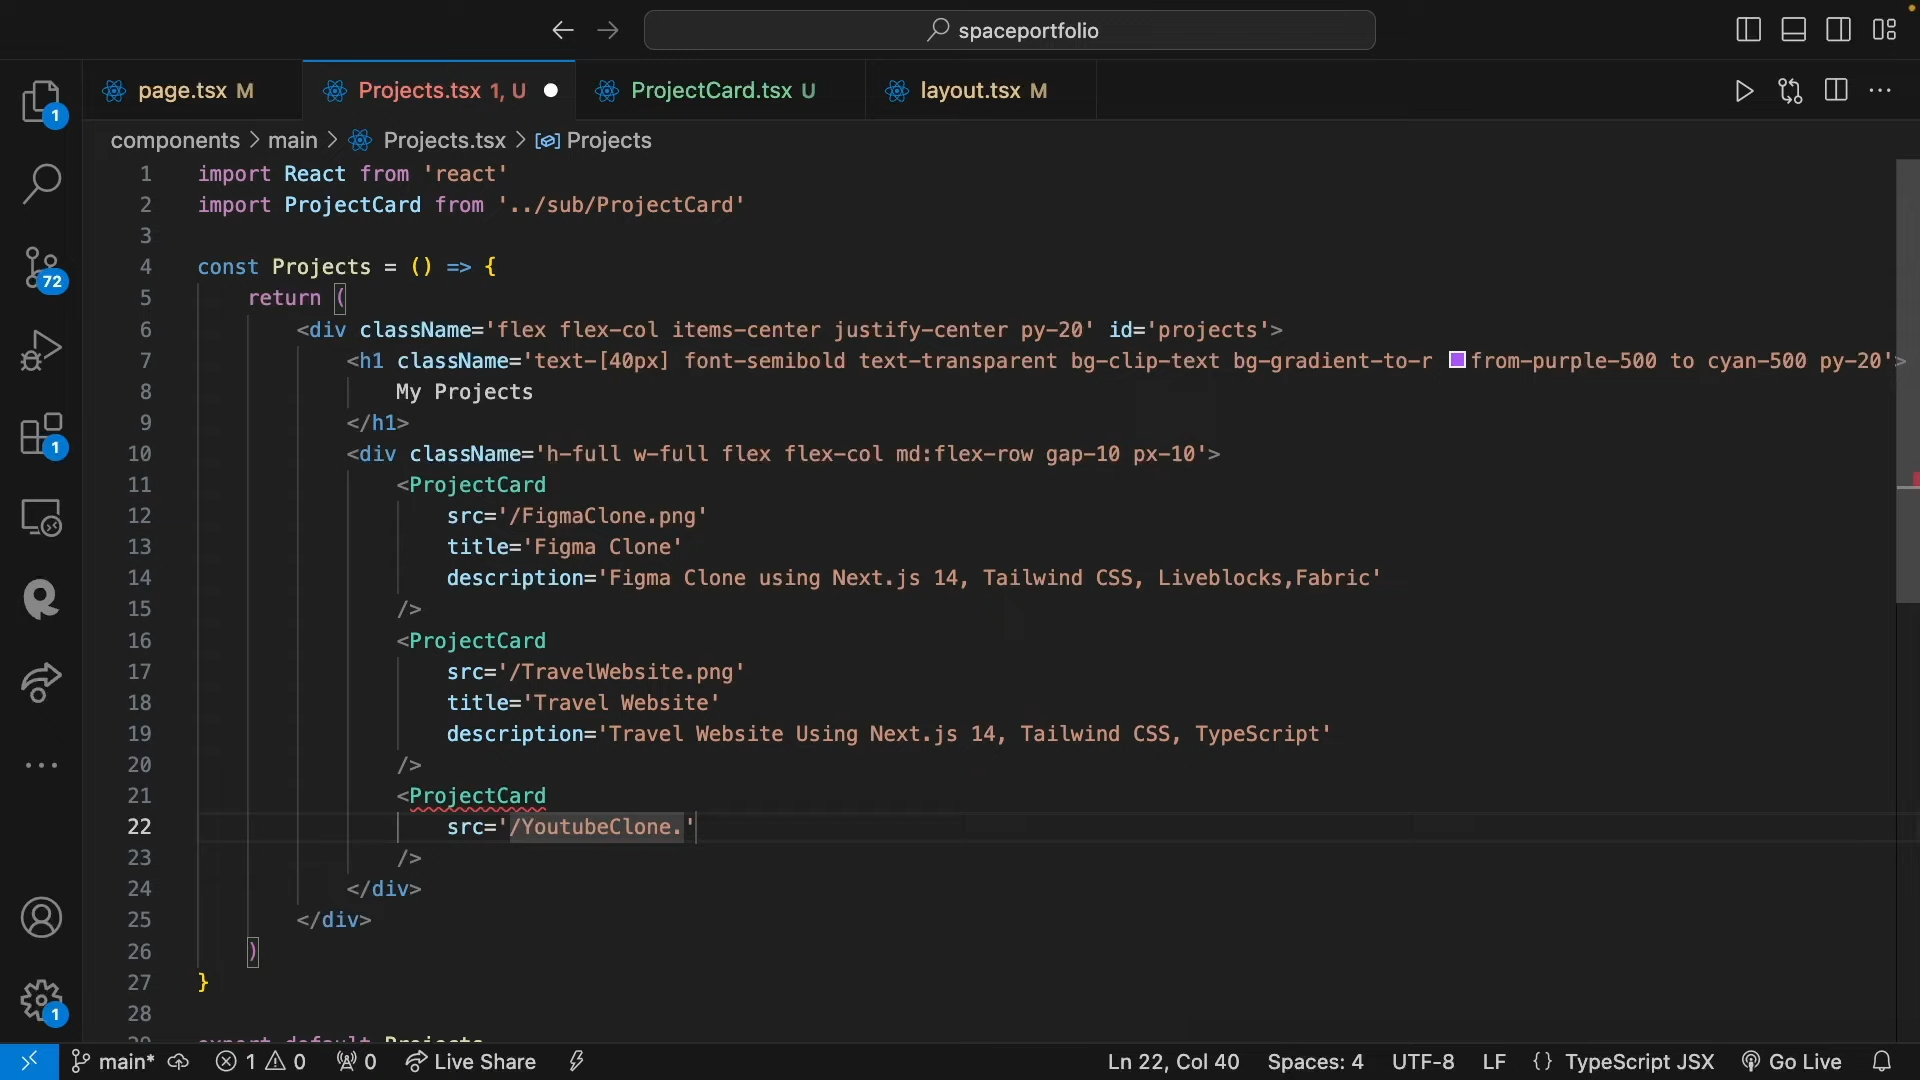 spaceportfolio
page.tsx M
Projects.tsx 1, U
ProjectCard.tsx U
layout.tsx M
components > main > Projects.tsx > Projects
1 import React from 'react'
2 import ProjectCard from '../sub/ProjectCard'
3
4 const Projects = () => {
5 return (
6 <div className='flex flex-col items-center justify-center py-20' id='projects'>
7 <h1 className='text-[40px] font-semibold text-transparent bg-clip-text bg-gradient-to-r from-purple-500 to cyan-500 py-20'>
8 My Projects
9 </h1>
10 <div className='h-full w-full flex flex-col md:flex-row gap-10 px-10'>
11 <ProjectCard
12 src='/FigmaClone.png'
13 title='Figma Clone'
14 description='Figma Clone using Next.js 14, Tailwind CSS, Liveblocks,Fabric'
15 />
16 <ProjectCard
17 src='/TravelWebsite.png'
18 title='Travel Website'
19 description='Travel Website Using Next.js 14, Tailwind CSS, TypeScript'
20 />
21 <ProjectCard
22 src='/YoutubeClone.'
23 />
24 </div>
25 </div>
26 )
27 }
28
29 export default Projects
1
72
1
1
main* 1 0 0 Live Share Ln 22, Col 40 Spaces: 4 UTF-8 LF {} TypeScript JSX Go Live